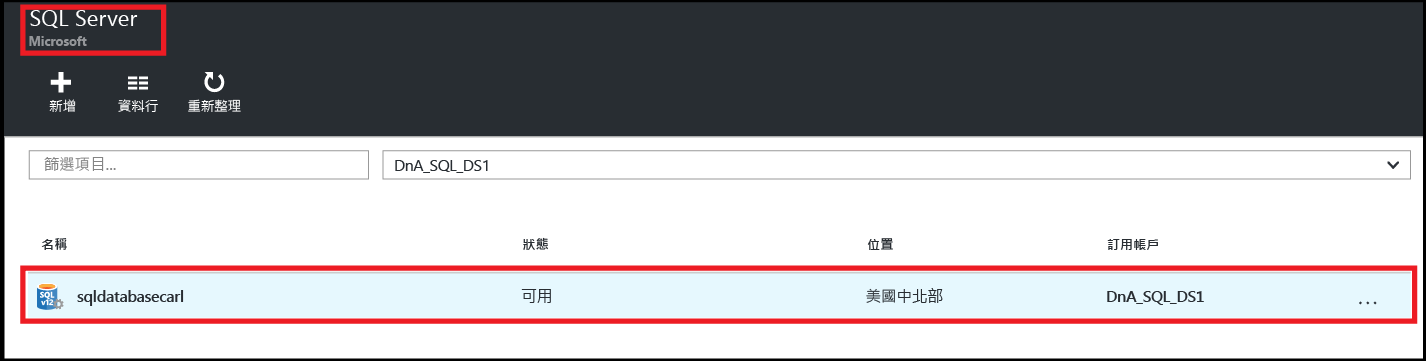 SQL Server
Microsoft
新增 資料行 重新整理
篩選項目... DnA_SQL_DS1
名稱 狀態 位置 訂用帳戶
SQL
v12
sqldatabasecarl 可用 美國中北部 DnA_SQL_DS1 ...